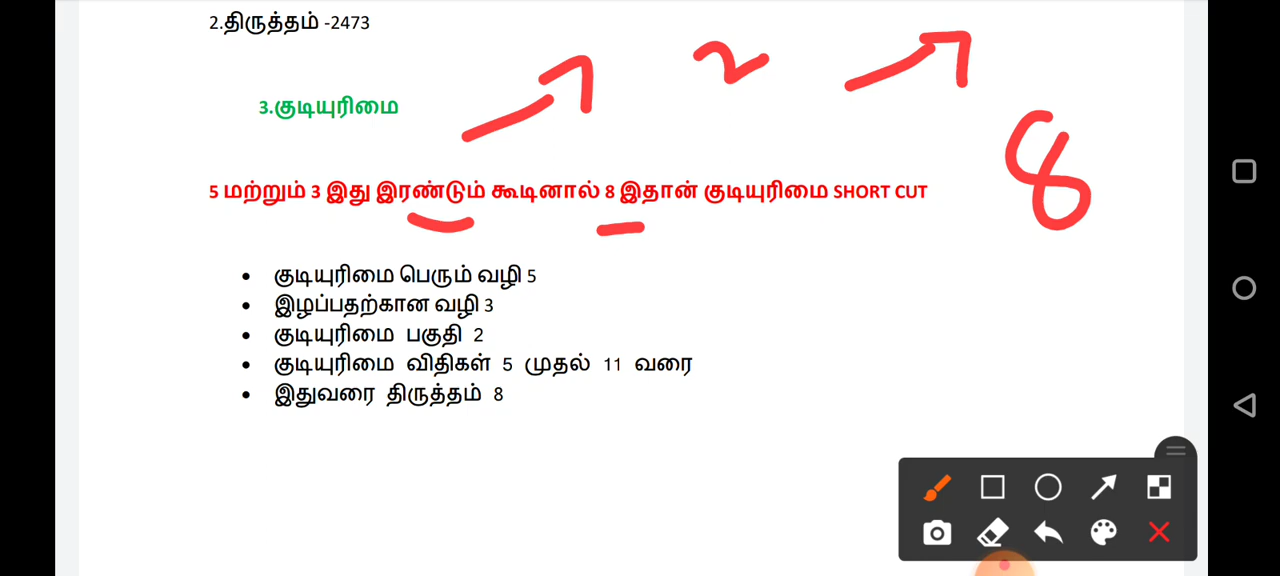 2.திருத்தம் -2473
3.குடியுரிமை
2
8
5 மற்றும் 3 இது இரண்டும் கூடினால் 8 இதான் குடியுரிமை SHORT CUT
குடியுரிமை பெரும் வழி 5
இழப்பதற்கான வழி 3
குடியுரிமை பகுதி 2
குடியுரிமை விதிகள் 5 முதல் 11 வரை
இதுவரை திருத்தம் 8